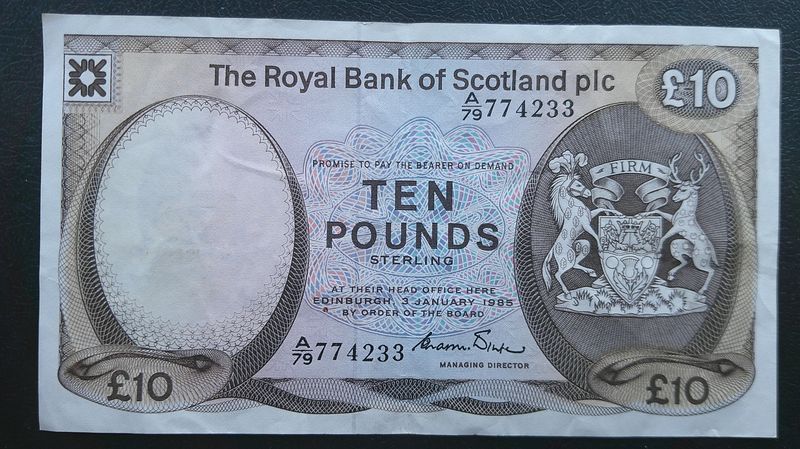 The Royal Bank of Scotland plc
£10
A/79 774233
PROMISE TO PAY THE BEARER ON DEMAND
FIRM
TEN
POUNDS
STERLING
AT THEIR HEAD OFFICE HERE
EDINBURGH, 3 JANUARY 1985
BY ORDER OF THE BOARD
A/79 774233
MANAGING DIRECTOR
£10
£10